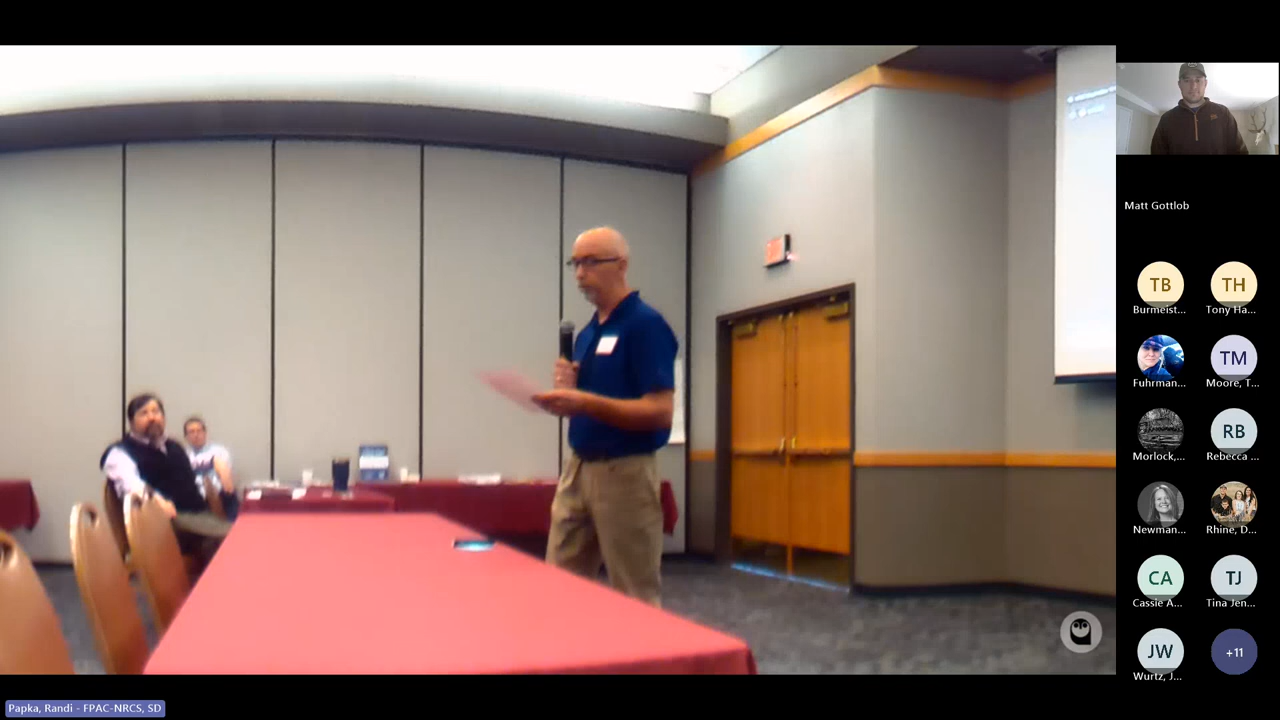 Matt Gottlob
TB
TH
Burmeist...
Tony Ha...
TM
Fuhrman...
Moore, T...
RB
Morlock,...
Rebecca ...
Newman...
Rhine, D...
CA
TJ
Cassie A...
Tina Jen...
JW
+11
Wurtz, J...
Papka, Randi - FPAC-NRCS, SD